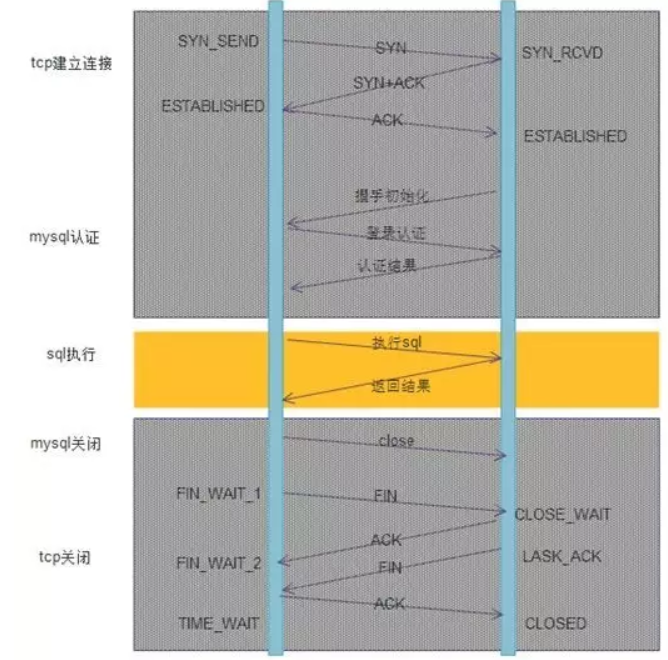 SYN_SEND
SYN
SYN_RCVD
tcp建立连接
SYN+ACK
ESTABLISHED
ACK
ESTABLISHED
握手初始化
mysql认证
登录认证
认证结果
执行sql
sql执行
返回结果
mysql关闭
close
FIN_WAIT_1
FIN
CLOSE_WAIT
ACK
tcp关闭
FIN_WAIT_2
FIN
LASK_ACK
ACK
TIME_WAIT
CLOSED